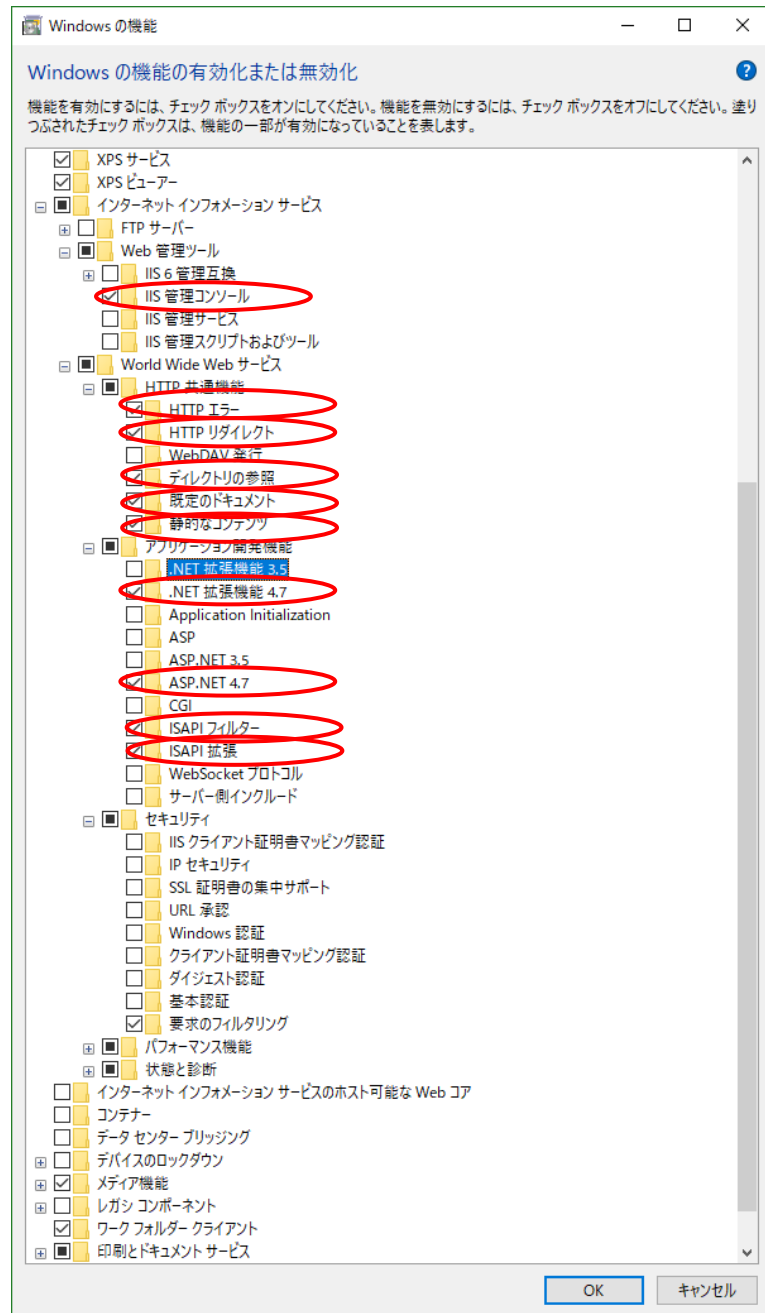 Windows の機能
Windows の機能の有効化または無効化
機能を有効にするには、チェック ボックスをオンにしてください。機能を無効にするには、チェック ボックスをオフにしてください。塗り
つぶされたチェック ボックスは、機能の一部が有効になっていることを表します。
XPS サービス
XPS ビューアー
インターネット インフォメーション サービス
FTP サーバー
Web 管理ツール
IIS 6 管理互換
IIS 管理コンソール
IIS 管理サービス
IIS 管理スクリプトおよびツール
World Wide Web サービス
HTTP 共通機能
HTTP エラー
HTTP リダイレクト
WebDAV 発行
ディレクトリの参照
既定のドキュメント
静的なコンテンツ
アプリケーション開発機能
.NET 拡張機能 3.5
.NET 拡張機能 4.7
Application Initialization
ASP
ASP.NET 3.5
ASP.NET 4.7
CGI
ISAPI フィルター
ISAPI 拡張
WebSocket プロトコル
サーバー側インクルード
セキュリティ
IIS クライアント証明書マッピング認証
IP セキュリティ
SSL 証明書の集中サポート
URL 承認
Windows 認証
クライアント証明書マッピング認証
ダイジェスト認証
基本認証
要求のフィルタリング
パフォーマンス機能
状態と診断
インターネット インフォメーション サービスのホスト可能な Web コア
コンテナー
データ センター ブリッジング
デバイスのロックダウン
メディア機能
レガシ コンポーネント
ワーク フォルダー クライアント
印刷とドキュメント サービス
OK
キャンセル